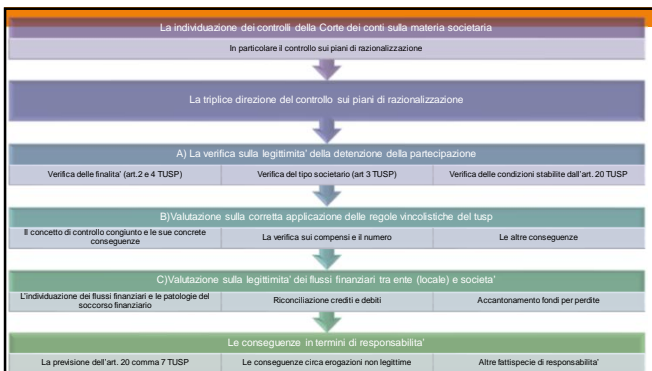 La individuazione dei controlli della Corte dei conti sulla materia societaria
In particolare il controllo sui piani di razionalizzazione
La triplice direzione del controllo sui piani di razionalizzazione
A) La verifica sulla legittimita' della detenzione della partecipazione
Verifica delle finalita' (art.2 e 4 TUSP)
Verifica del tipo societario (art 3 TUSP)
Verifica delle condizioni stabilite dall'art. 20 TUSP
B)Valutazione sulla corretta applicazione delle regole vincolistiche del tusp
Il concetto di controllo congiunto e le sue concrete
conseguenze
La verifica sui compensi e il numero
Le altre conseguenze
C)Valutazione sulla legittimita' dei flussi finanziari tra ente (locale) e societa'
L'individuazione dei flussi finanziari e le patologie del
soccorso finanziario
Riconciliazione crediti e debiti
Accantonamento fondi per perdite
Le conseguenze in termini di responsabilita'
La previsione dell'art. 20 comma 7 TUSP
Le conseguenze circa erogazioni non legittime
Altre fattispecie di responsabilita'